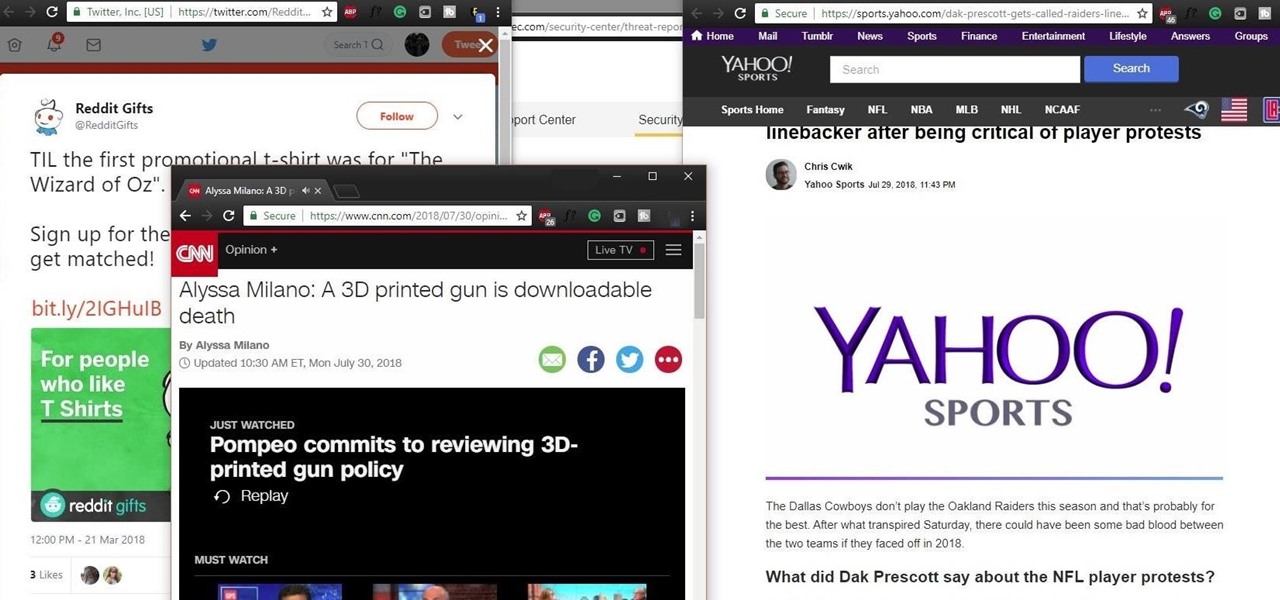 Twitter, Inc. [US] | https://twitter.com/Reddit...
ABP
f?
1
9
Search T
Twee
Reddit Gifts
@RedditGifts
Follow
TIL the first promotional t-shirt was for "The
Wizard of Oz".
Sign up for the
get matched!
bit.ly/2IGHuIB
For people
who like
T Shirts
reddit gifts
12:00 PM - 21 Mar 2018
3 Likes
ec.com/security-center/threat-repor
port Center
Security
CNN
Alyssa Milano: A 3D p
Secure | https://www.cnn.com/2018/07/30/opini...
ABP
26
f?
fb
CNN
Opinion +
Live TV
Alyssa Milano: A 3D printed gun is downloadable
death
By Alyssa Milano
Updated 10:30 AM ET, Mon July 30, 2018
JUST WATCHED
Pompeo commits to reviewing 3D-
printed gun policy
Replay
MUST WATCH
Secure | https://sports.yahoo.com/dak-prescott-gets-called-raiders-line...
46
f?
fb
Home Mail Tumblr News Sports Finance Entertainment Lifestyle Answers Groups
YAHOO!
SPORTS
Search
Search
Sports Home Fantasy NFL NBA MLB NHL NCAAF ...
linebacker after being critical of player protests
Chris Cwik
Yahoo Sports Jul 29, 2018, 11:43 PM
YAHOO!
SPORTS
The Dallas Cowboys don't play the Oakland Raiders this season and that's probably for
the best. After what transpired Saturday, there could have been some bad blood between
the two teams if they faced off in 2018.
What did Dak Prescott say about the NFL player protests?